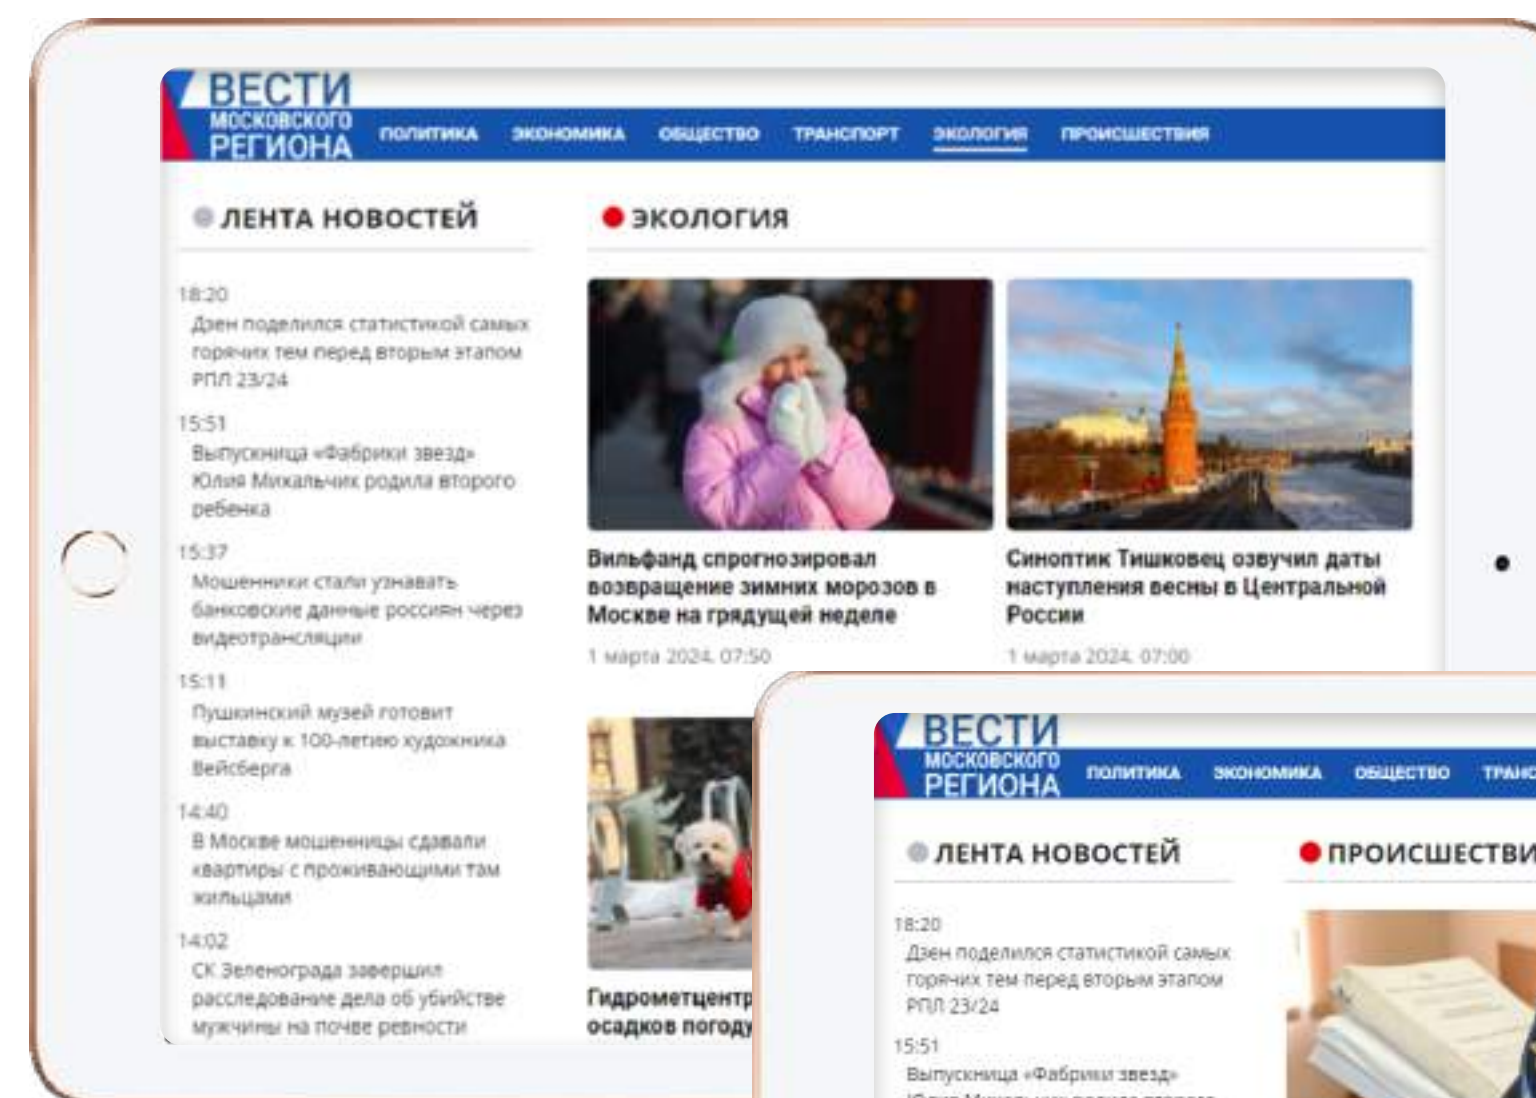 ВЕСТИ
МОСКОВСКОГО
РЕГИОНА
ПОЛИТИКА ЭКОНОМИКА ОБЩЕСТВО ТРАНСПОРТ ЭКОЛОГИЯ ПРОИСШЕСТВИЯ
ЛЕНТА НОВОСТЕЙ
18:20
Дзен поделился статистикой самых
горячих тем перед вторым этапом
РПЛ 23/24
15:51
Выпускница «Фабрики звезд»
Юлия Михальчик родила второго
ребенка
15:37
Мошенники стали узнавать
банковские данные россиян через
видеотрансляции
15:11
Пушкинский музей готовит
выставку к 100-летию художника
Вейсберга
14:40
В Москве мошенницы сдавали
квартиры с проживающими там
жильцами
14:02
СК Зеленограда завершил
расследование дела об убийстве
мужчины на почве ревности
ЭКОЛОГИЯ
Вильфанд спрогнозировал
возвращение зимних морозов в
Москве на грядущей неделе
1 марта 2024, 07:50
Синоптик Тишковец озвучил даты
наступления весны в Центральной
России
1 марта 2024, 07:00
Гидрометцентр
осадков погоду
ВЕСТИ
МОСКОВСКОГО
РЕГИОНА
ПОЛИТИКА ЭКОНОМИКА ОБЩЕСТВО ТРАНС
ЛЕНТА НОВОСТЕЙ
18:20
Дзен поделился статистикой самых
горячих тем перед вторым этапом
РПЛ 23/24
15:51
Выпускница «Фабрики звезд»
ПРОИСШЕСТВИ